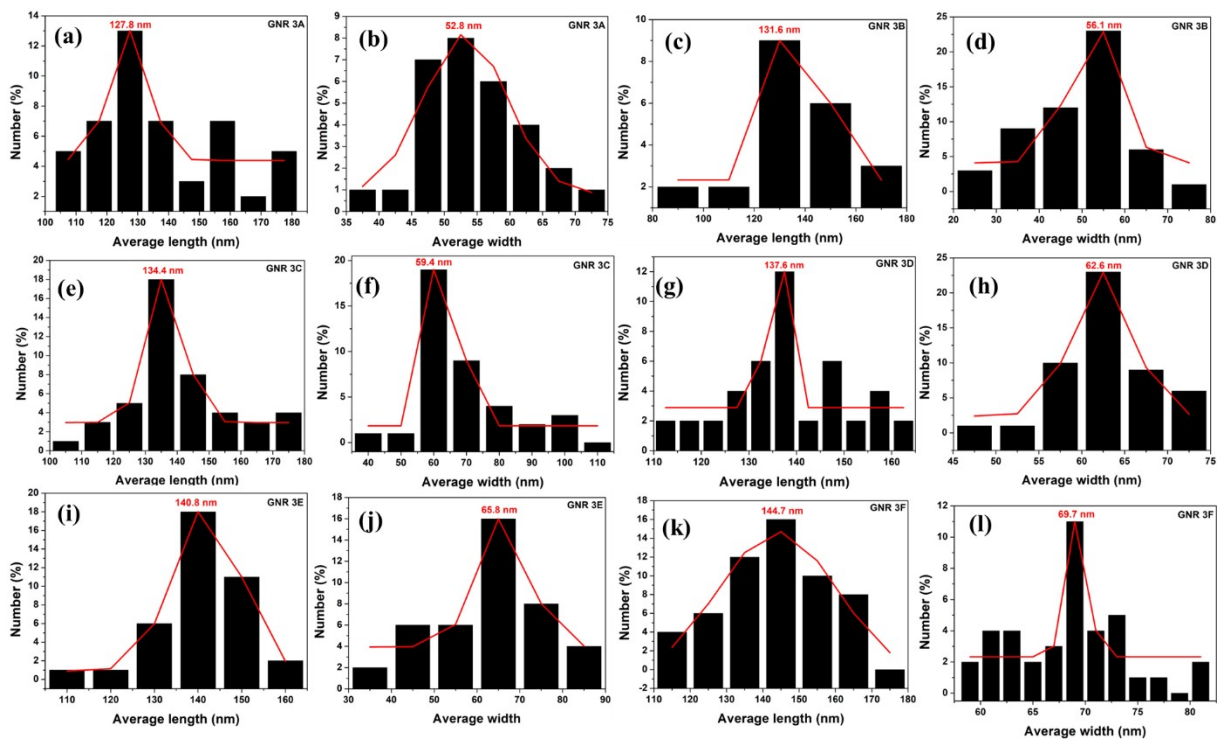 (a)
127.8 nm
GNR 3A
Number (%)
14
12
10
8
6
4
2
100 110 120 130 140 150 160 170 180
Average length (nm)
(b)
52.8 nm
GNR 3A
Number (%)
9
8
7
6
5
4
3
2
1
35 40 45 50 55 60 65 70 75
Average width
(c)
131.6 nm
GNR 3B
Number (%)
10
8
6
4
2
80 100 120 140 160 180
Average length (nm)
(d)
56.1 nm
GNR 3B
Number (%)
25
20
15
10
5
0
20 30 40 50 60 70 80
Average width (nm)
(e)
134.4 nm
GNR 3C
Number (%)
20
18
16
14
12
10
8
6
4
2
0
100 110 120 130 140 150 160 170 180
Average length (nm)
(f)
59.4 nm
GNR 3C
Number (%)
20
15
10
5
0
40 50 60 70 80 90 100 110
Average width (nm)
(g)
137.6 nm
GNR 3D
Number (%)
12
10
8
6
4
2
0
110 120 130 140 150 160
Average length (nm)
(h)
62.6 nm
GNR 3D
Number (%)
25
20
15
10
5
0
45 50 55 60 65 70 75
Average width (nm)
(i)
140.8 nm
GNR 3E
Number (%)
18
16
14
12
10
8
6
4
2
0
110 120 130 140 150 160
Average length (nm)
(j)
65.8 nm
GNR 3E
Number (%)
18
16
14
12
10
8
6
4
2
0
30 40 50 60 70 80 90
Average width
(k)
144.7 nm
GNR 3F
Number (%)
18
16
14
12
10
8
6
4
2
0
-2
110 120 130 140 150 160 170 180
Average length (nm)
(l)
69.7 nm
GNR 3F
Number (%)
12
10
8
6
4
2
0
60 65 70 75 80
Average width (nm)